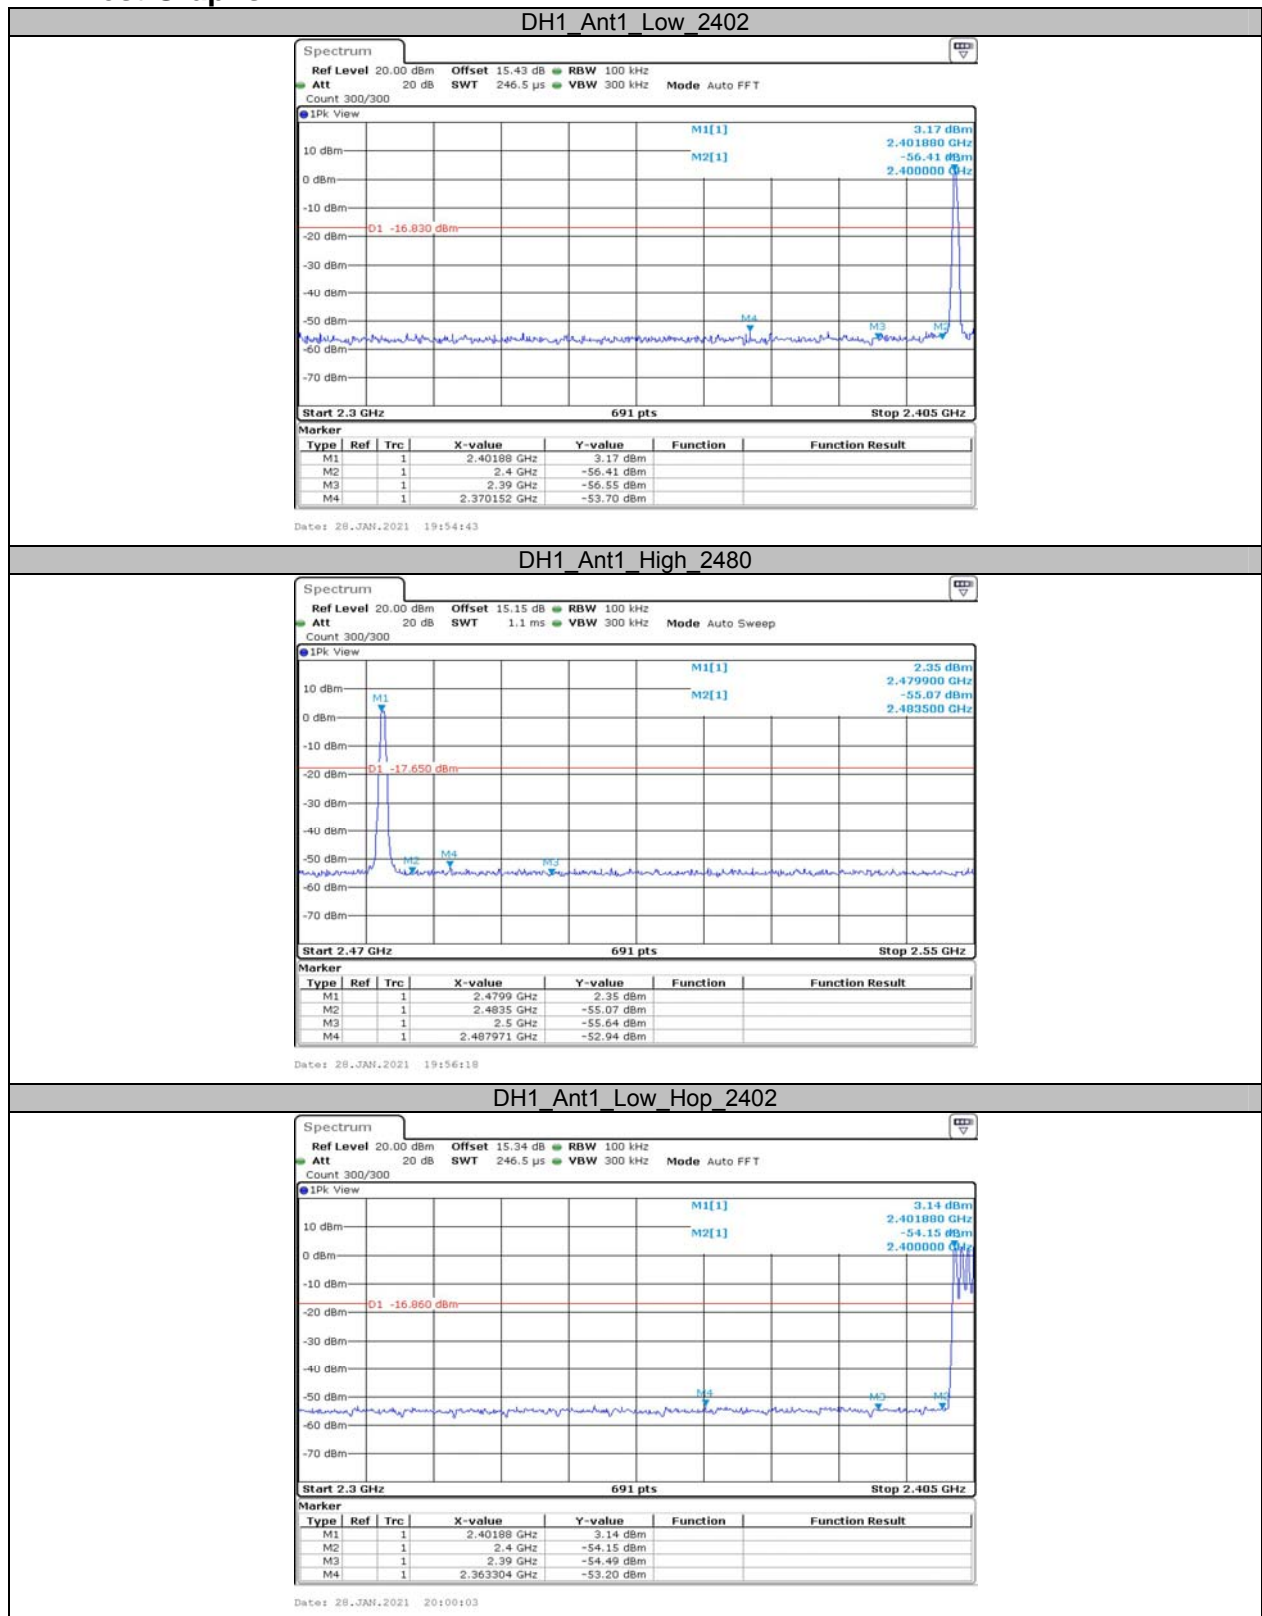 DH1_Ant1_Low_2402
Spectrum
Ref Level 20.00 dBm Offset 15.43 dB RBW 100 kHz
Att 20 dB SWT 246.5 µs VBW 300 kHz Mode Auto FFT
Count 300/300
1Pk View
M1[1] 3.17 dBm
2.401880 GHz
M2[1] -56.41 dBm
2.400000 GHz
10 dBm
0 dBm
-10 dBm
D1 -16.830 dBm
-20 dBm
-30 dBm
-40 dBm
-50 dBm
M4 M3 M2
-60 dBm
-70 dBm
Start 2.3 GHz 691 pts Stop 2.405 GHz
Marker
Type Ref Trc X-value Y-value Function Function Result
M1 1 2.40188 GHz 3.17 dBm
M2 1 2.4 GHz -56.41 dBm
M3 1 2.39 GHz -56.55 dBm
M4 1 2.370152 GHz -53.70 dBm
Date: 28.JAN.2021 19:54:43
DH1_Ant1_High_2480
Spectrum
Ref Level 20.00 dBm Offset 15.15 dB RBW 100 kHz
Att 20 dB SWT 1.1 ms VBW 300 kHz Mode Auto Sweep
Count 300/300
1Pk View
M1[1] 2.35 dBm
2.479900 GHz
M2[1] -55.07 dBm
2.483500 GHz
10 dBm
M1
0 dBm
-10 dBm
D1 -17.650 dBm
-20 dBm
-30 dBm
-40 dBm
-50 dBm
M2 M4 M3
-60 dBm
-70 dBm
Start 2.47 GHz 691 pts Stop 2.55 GHz
Marker
Type Ref Trc X-value Y-value Function Function Result
M1 1 2.4799 GHz 2.35 dBm
M2 1 2.4835 GHz -55.07 dBm
M3 1 2.5 GHz -55.64 dBm
M4 1 2.487971 GHz -52.94 dBm
Date: 28.JAN.2021 19:56:18
DH1_Ant1_Low_Hop_2402
Spectrum
Ref Level 20.00 dBm Offset 15.34 dB RBW 100 kHz
Att 20 dB SWT 246.5 µs VBW 300 kHz Mode Auto FFT
Count 300/300
1Pk View
M1[1] 3.14 dBm
2.401880 GHz
M2[1] -54.15 dBm
2.400000 GHz
10 dBm
0 dBm
-10 dBm
D1 -16.860 dBm
-20 dBm
-30 dBm
-40 dBm
-50 dBm
M4 M3 M2
-60 dBm
-70 dBm
Start 2.3 GHz 691 pts Stop 2.405 GHz
Marker
Type Ref Trc X-value Y-value Function Function Result
M1 1 2.40188 GHz 3.14 dBm
M2 1 2.4 GHz -54.15 dBm
M3 1 2.39 GHz -54.49 dBm
M4 1 2.363304 GHz -53.20 dBm
Date: 28.JAN.2021 20:00:03